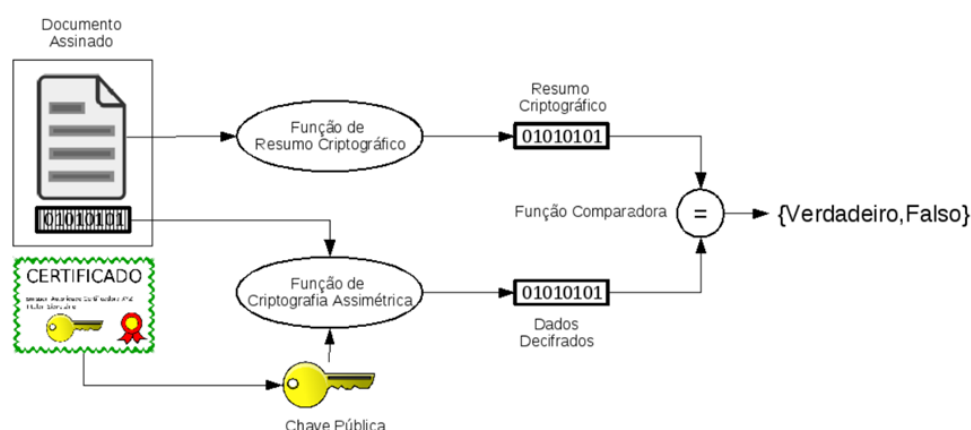 Documento
Assinado
Função de
Resumo Criptográfico
Resumo
Criptográfico
01010101
Função Comparadora
=
{Verdadeiro,Falso}
01010101
CERTIFICADO
Função de
Criptografia Assimétrica
01010101
Dados
Decifrados
Chave Pública